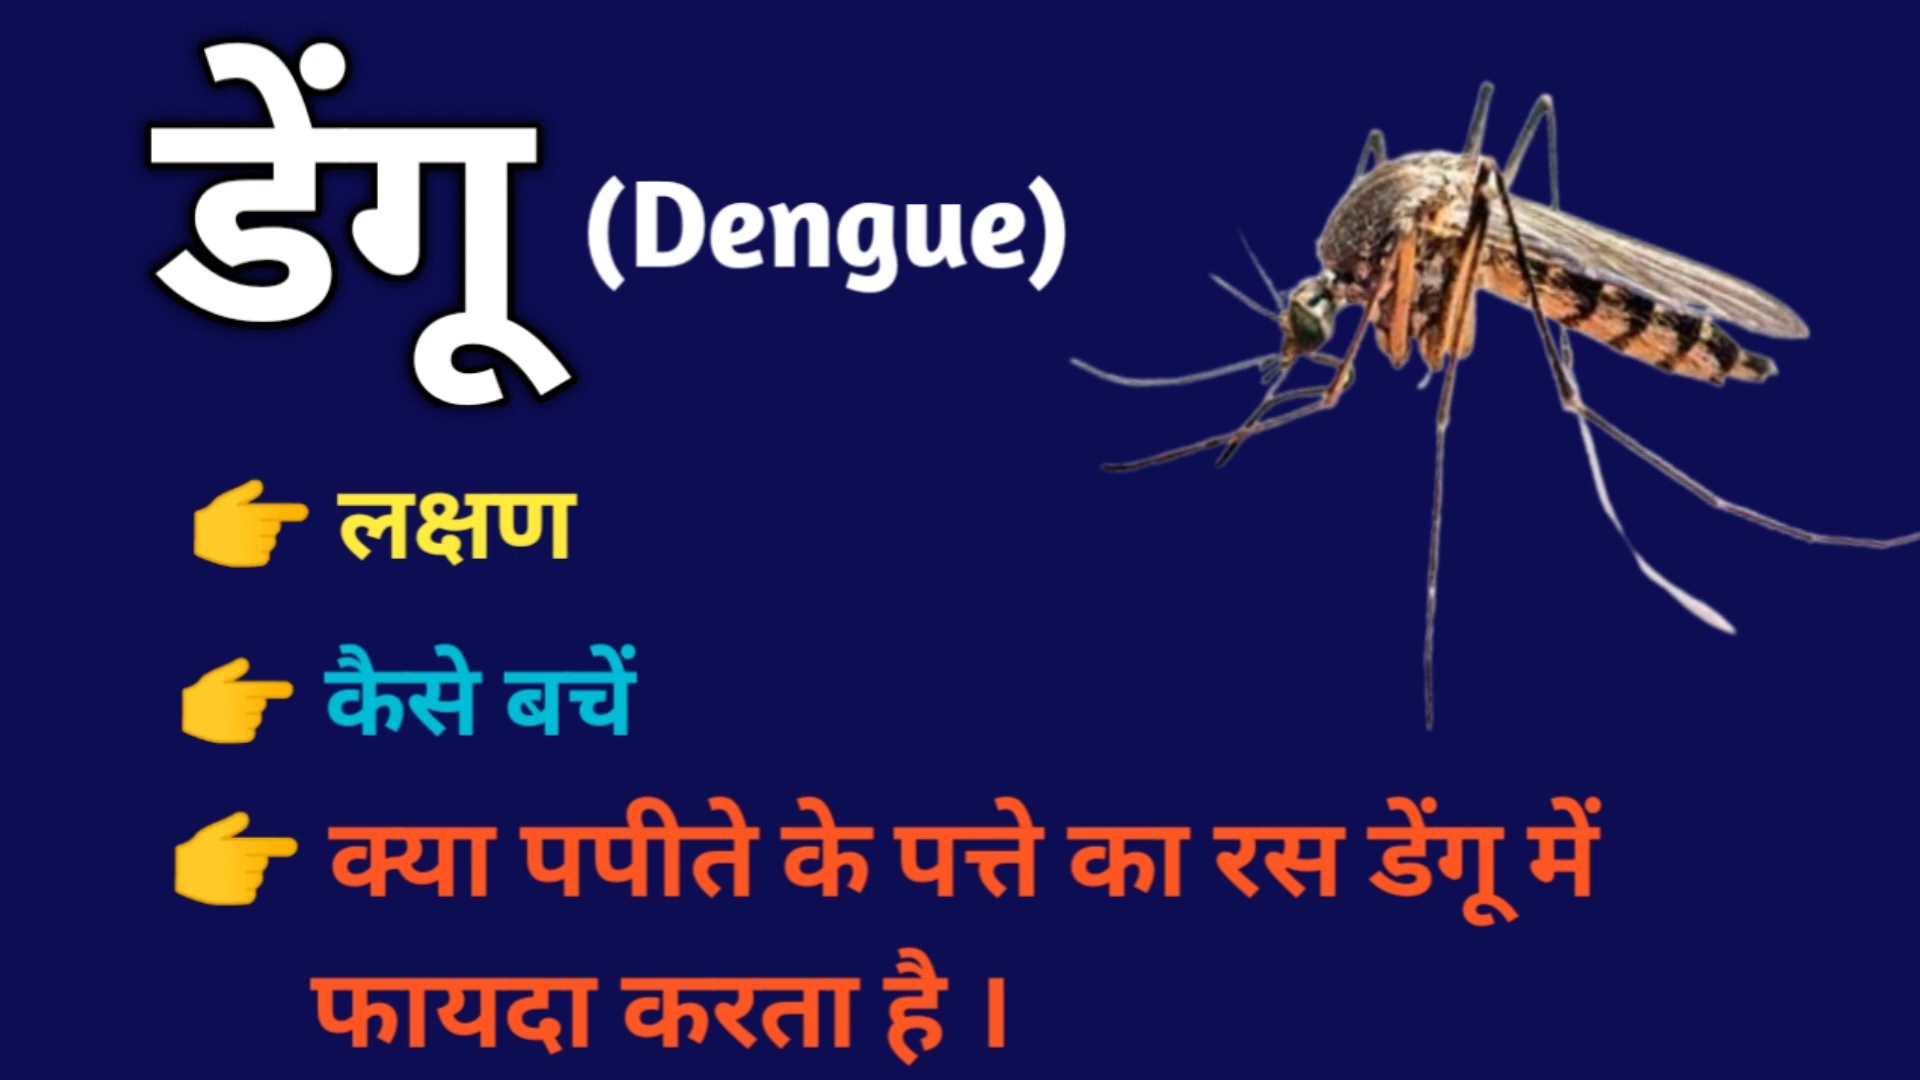 डेंगू (Dengue)
👉 लक्षण
👉 कैसे बचें
👉 क्या पपीते के पत्ते का रस डेंगू में
फायदा करता है ।